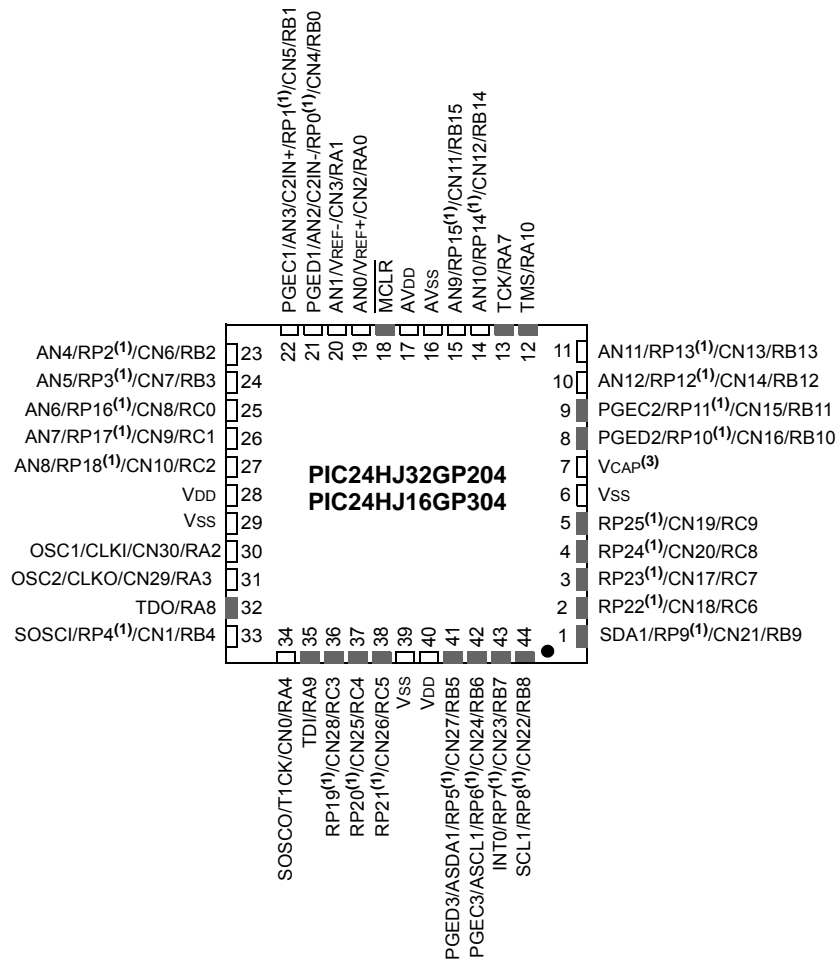 PGEC1/AN3/C2IN+/RP1(1)/CN5/RB1
PGED1/AN2/C2IN-/RP0(1)/CN4/RB0
AN1/VREF-/CN3/RA1
AN0/VREF+/CN2/RA0
MCLR
AVDD
AVSS
AN9/RP15(1)/CN11/RB15
AN10/RP14(1)/CN12/RB14
TCK/RA7
TMS/RA10
22 21 20 19 18 17 16 15 14 13 12
AN4/RP2(1)/CN6/RB2 23
AN5/RP3(1)/CN7/RB3 24
AN6/RP16(1)/CN8/RC0 25
AN7/RP17(1)/CN9/RC1 26
AN8/RP18(1)/CN10/RC2 27
VDD 28
VSS 29
OSC1/CLKI/CN30/RA2 30
OSC2/CLKO/CN29/RA3 31
TDO/RA8 32
SOSCI/RP4(1)/CN1/RB4 33
PIC24HJ32GP204
PIC24HJ16GP304
11 AN11/RP13(1)/CN13/RB13
10 AN12/RP12(1)/CN14/RB12
9 PGEC2/RP11(1)/CN15/RB11
8 PGED2/RP10(1)/CN16/RB10
7 VCAP(3)
6 VSS
5 RP25(1)/CN19/RC9
4 RP24(1)/CN20/RC8
3 RP23(1)/CN17/RC7
2 RP22(1)/CN18/RC6
1 SDA1/RP9(1)/CN21/RB9
34 35 36 37 38 39 40 41 42 43 44
SOSCO/T1CK/CN0/RA4
TDI/RA9
RP19(1)/CN28/RC3
RP20(1)/CN25/RC4
RP21(1)/CN26/RC5
VSS
VDD
PGED3/ASDA1/RP5(1)/CN27/RB5
PGEC3/ASCL1/RP6(1)/CN24/RB6
INT0/RP7(1)/CN23/RB7
SCL1/RP8(1)/CN22/RB8